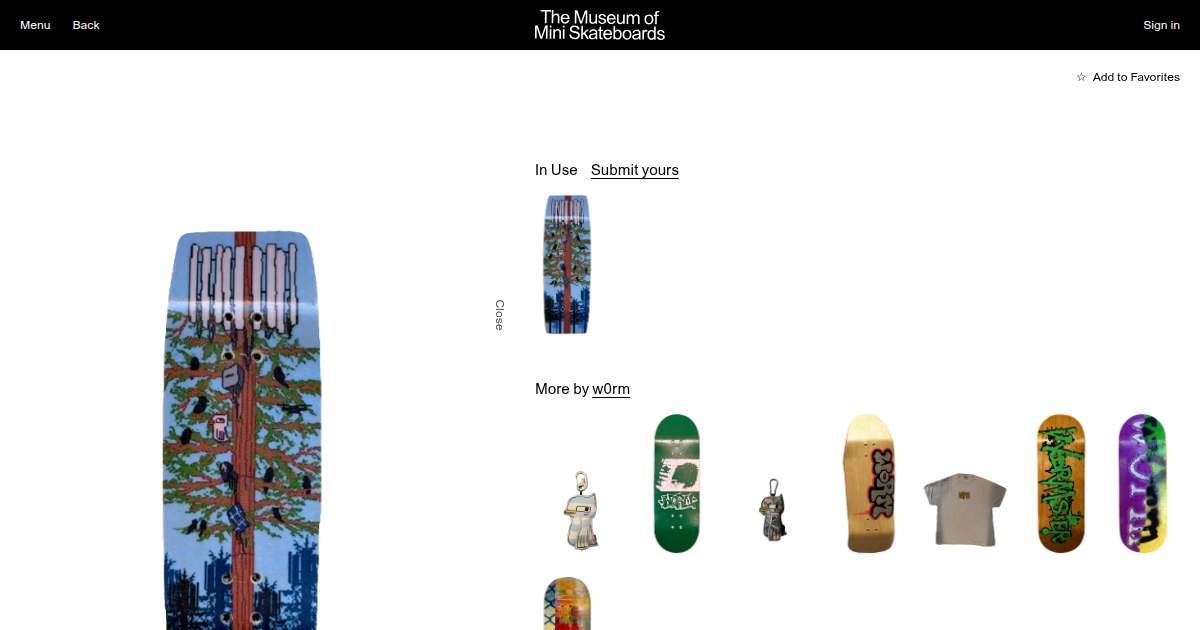 Menu
Back
The Museum of
Mini Skateboards
Sign in
☆ Add to Favorites
In Use
Submit yours
Close
More by w0rm